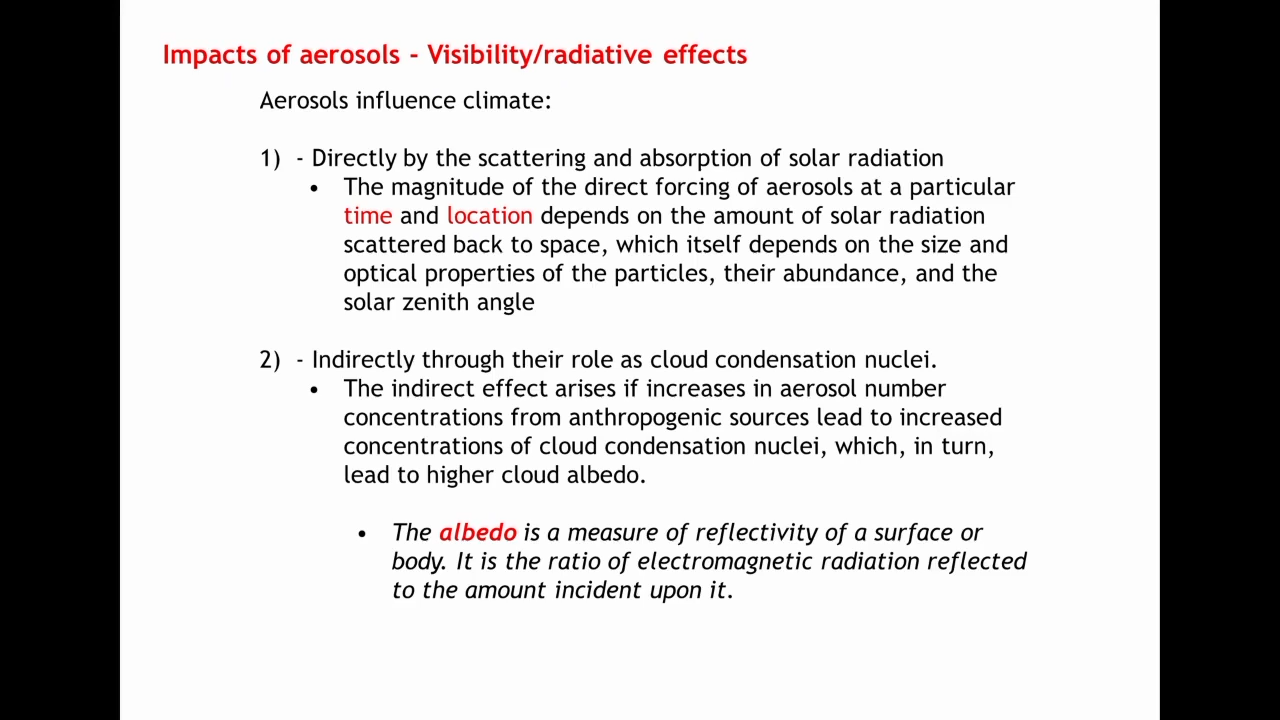 Impacts of aerosols - Visibility/radiative effects
Aerosols influence climate:
1) - Directly by the scattering and absorption of solar radiation
• The magnitude of the direct forcing of aerosols at a particular
time and location depends on the amount of solar radiation
scattered back to space, which itself depends on the size and
optical properties of the particles, their abundance, and the
solar zenith angle
2) - Indirectly through their role as cloud condensation nuclei.
• The indirect effect arises if increases in aerosol number
concentrations from anthropogenic sources lead to increased
concentrations of cloud condensation nuclei, which, in turn,
lead to higher cloud albedo.
• The albedo is a measure of reflectivity of a surface or
body. It is the ratio of electromagnetic radiation reflected
to the amount incident upon it.